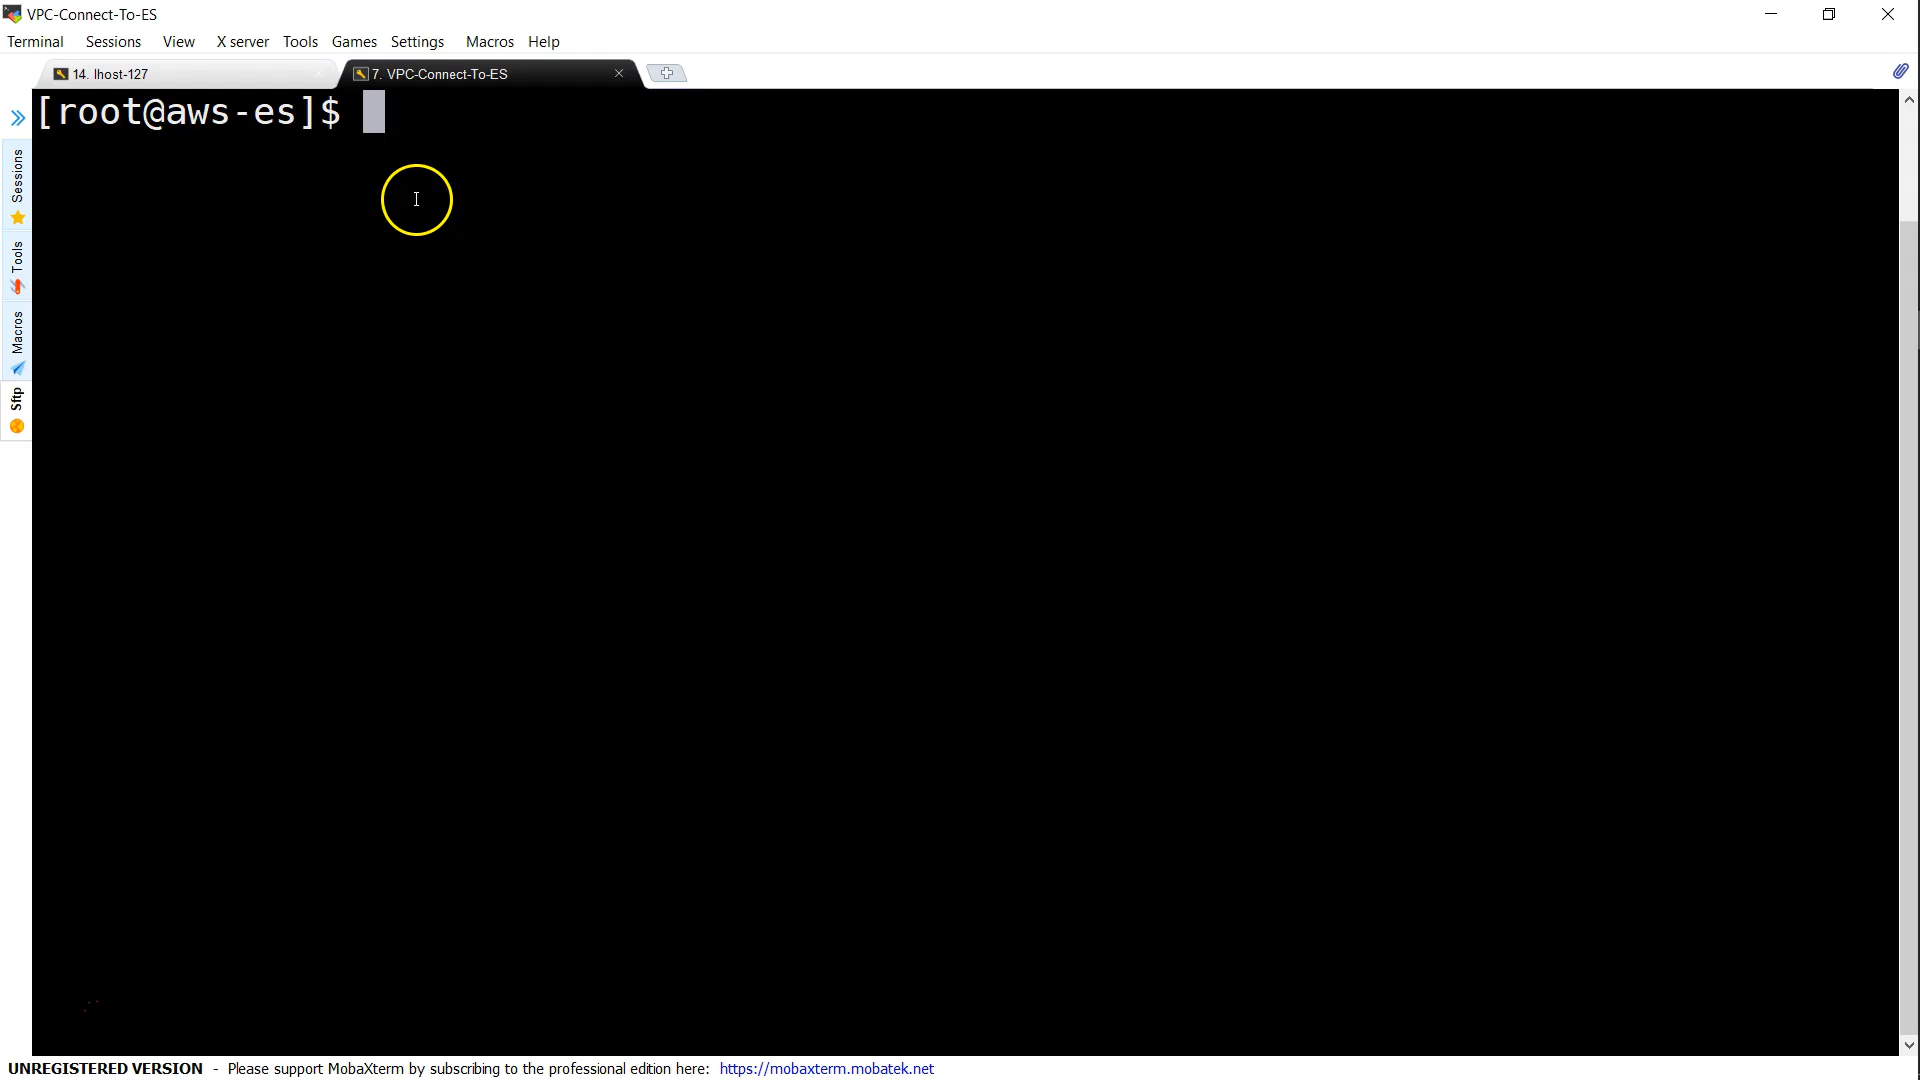 VPC-Connect-To-ES
Terminal Sessions View X server Tools Games Settings Macros Help
14. lhost-127
7. VPC-Connect-To-ES
[root@aws-es]$
Sessions
Tools
Macros
Sftp
UNREGISTERED VERSION - Please support MobaXterm by subscribing to the professional edition here: https://mobaxterm.mobatek.net